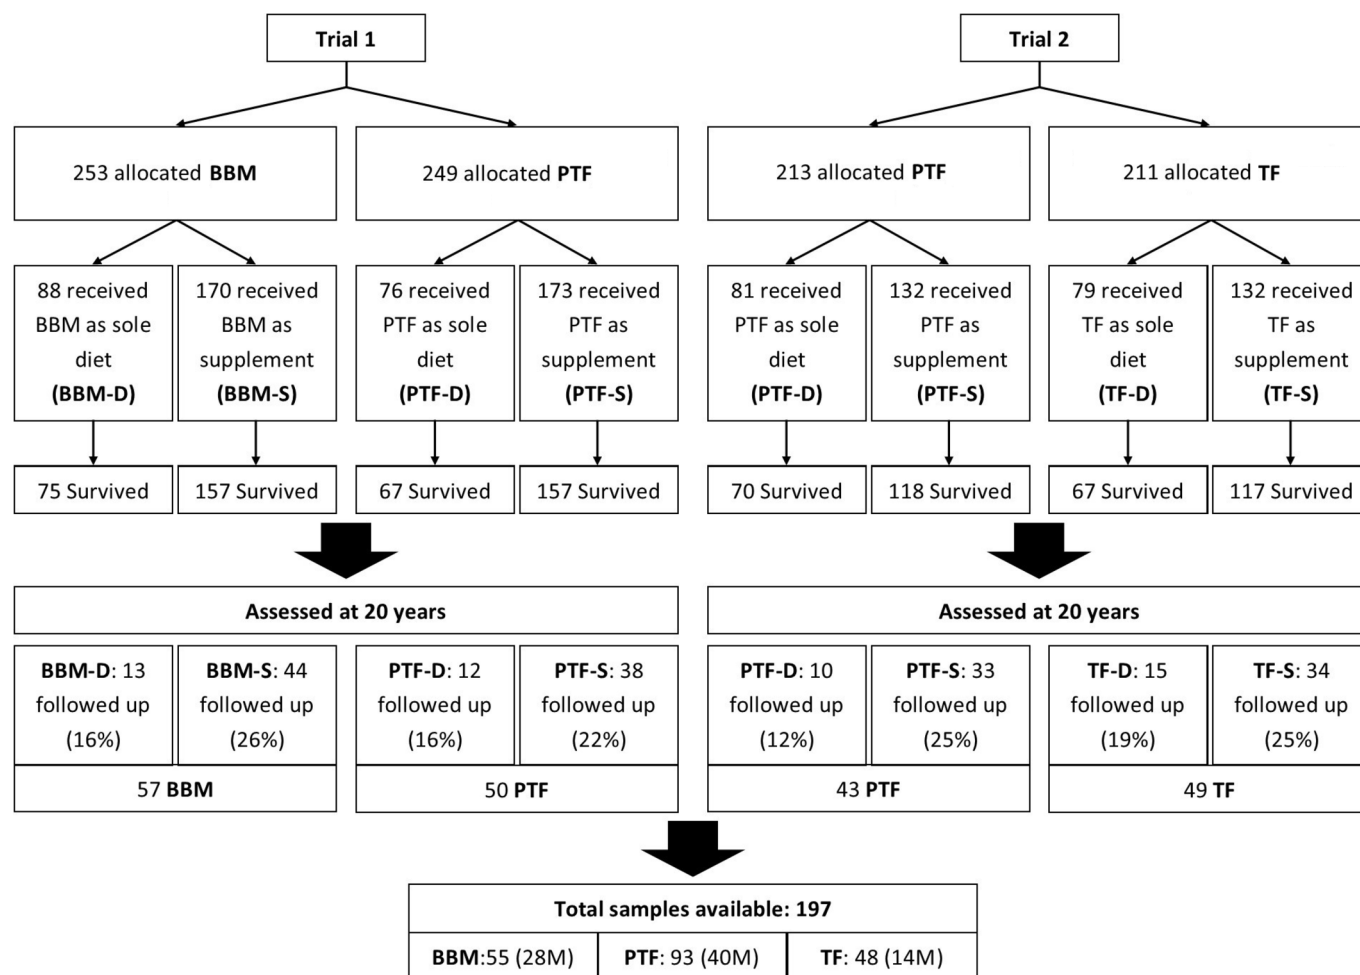 Trial 1
Trial 2
253 allocated BBM
249 allocated PTF
213 allocated PTF
211 allocated TF
88 received
BBM as sole
diet
(BBM-D)
170 received
BBM as
supplement
(BBM-S)
76 received
PTF as sole
diet
(PTF-D)
173 received
PTF as
supplement
(PTF-S)
81 received
PTF as sole
diet
(PTF-D)
132 received
PTF as
supplement
(PTF-S)
79 received
TF as sole
diet
(TF-D)
132 received
TF as
supplement
(TF-S)
75 Survived
157 Survived
67 Survived
157 Survived
70 Survived
118 Survived
67 Survived
117 Survived
Assessed at 20 years
Assessed at 20 years
BBM-D: 13
followed up
(16%)
BBM-S: 44
followed up
(26%)
PTF-D: 12
followed up
(16%)
PTF-S: 38
followed up
(22%)
PTF-D: 10
followed up
(12%)
PTF-S: 33
followed up
(25%)
TF-D: 15
followed up
(19%)
TF-S: 34
followed up
(25%)
57 BBM
50 PTF
43 PTF
49 TF
Total samples available: 197
BBM:55 (28M)
PTF: 93 (40M)
TF: 48 (14M)